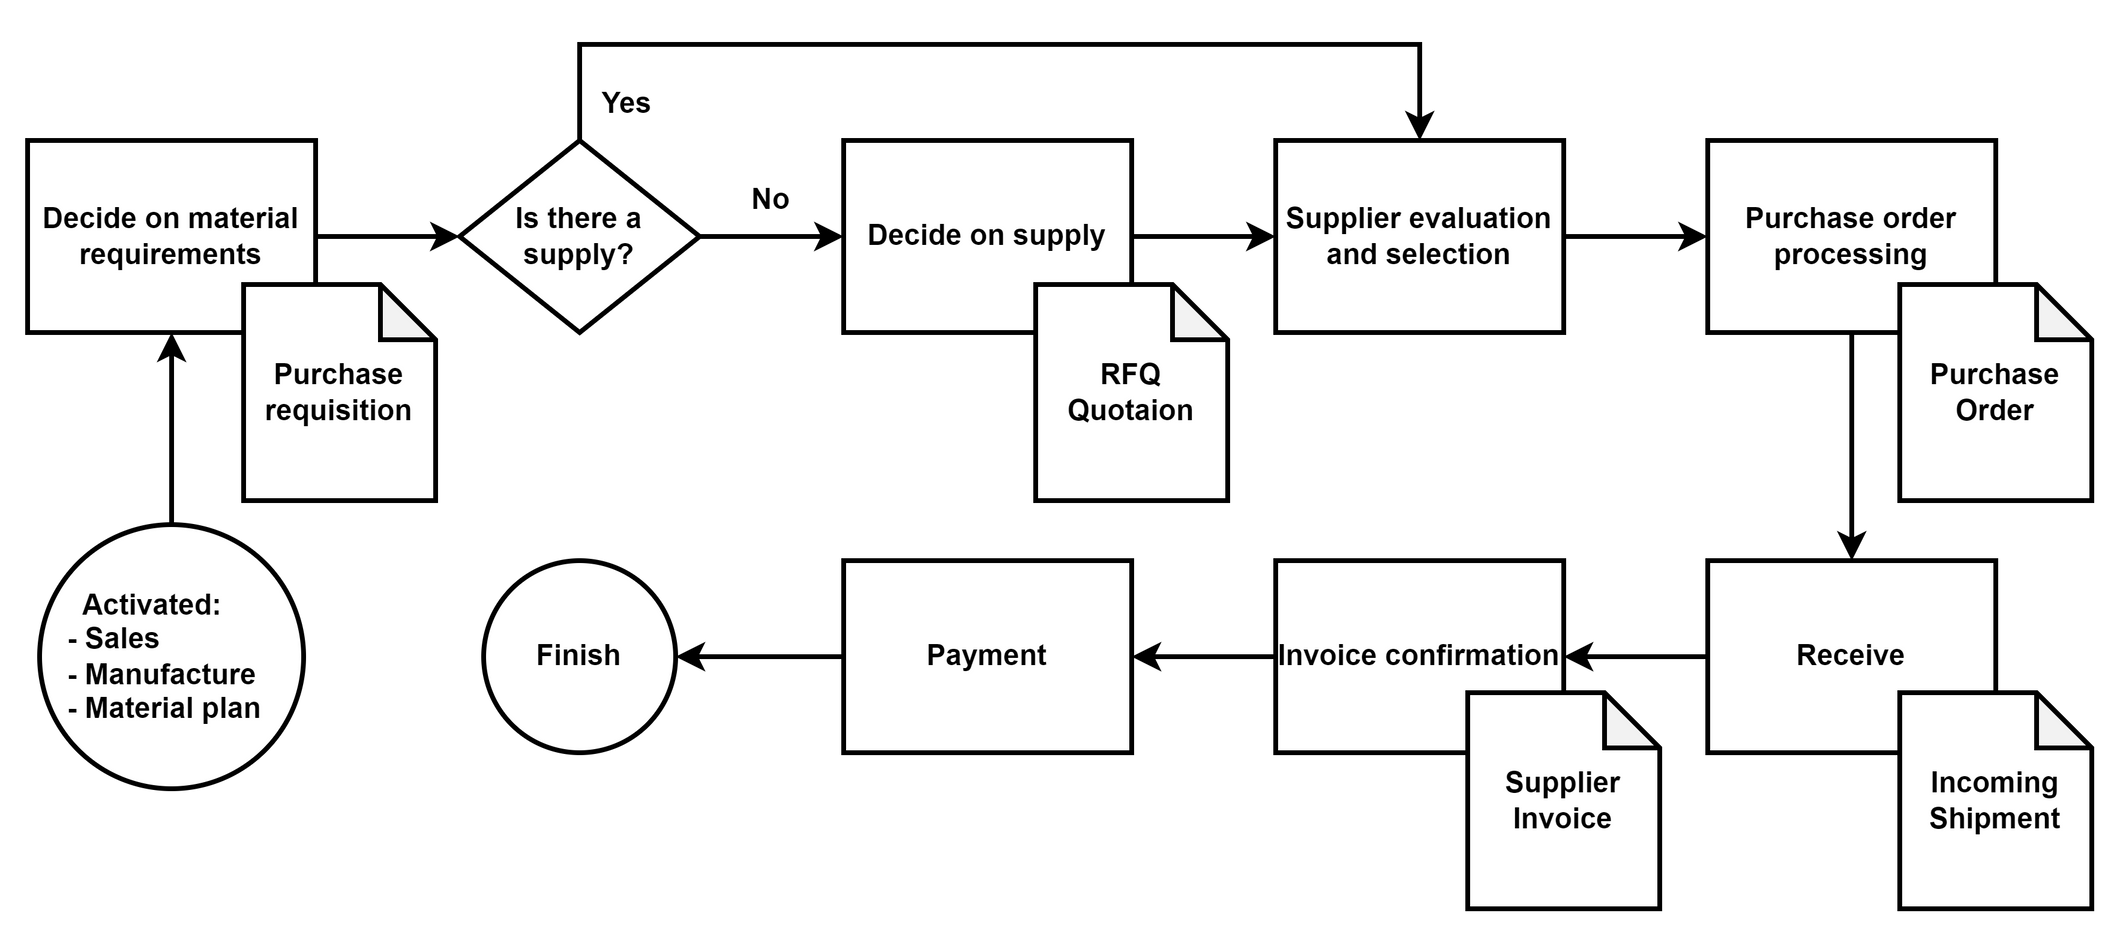 Yes
No
Decide on material
requirements
Is there a
supply?
Decide on supply
Supplier evaluation
and selection
Purchase order
processing
Purchase
requisition
RFQ
Quotaion
Purchase
Order
Activated:
- Sales
- Manufacture
- Material plan
Finish
Payment
Invoice confirmation
Receive
Supplier
Invoice
Incoming
Shipment